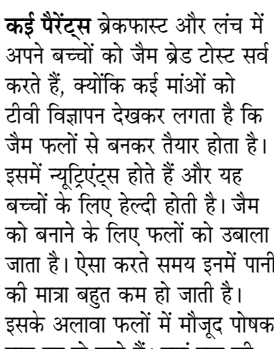 कई पैरेंट्स ब्रेकफास्ट और लंच में
अपने बच्चों को जैम ब्रेड टोस्ट सर्व
करते हैं, क्योंकि कई मांओं को
टीवी विज्ञापन देखकर लगता है कि
जैम फलों से बनकर तैयार होता है।
इसमें न्यूट्रिएंट्स होते हैं और यह
बच्चों के लिए हेल्दी होती है। जैम
को बनाने के लिए फलों को उबाला
जाता है। ऐसा करते समय इनमें पानी
की मात्रा बहुत कम हो जाती है।
इसके अलावा फलों में मौजूद पोषक